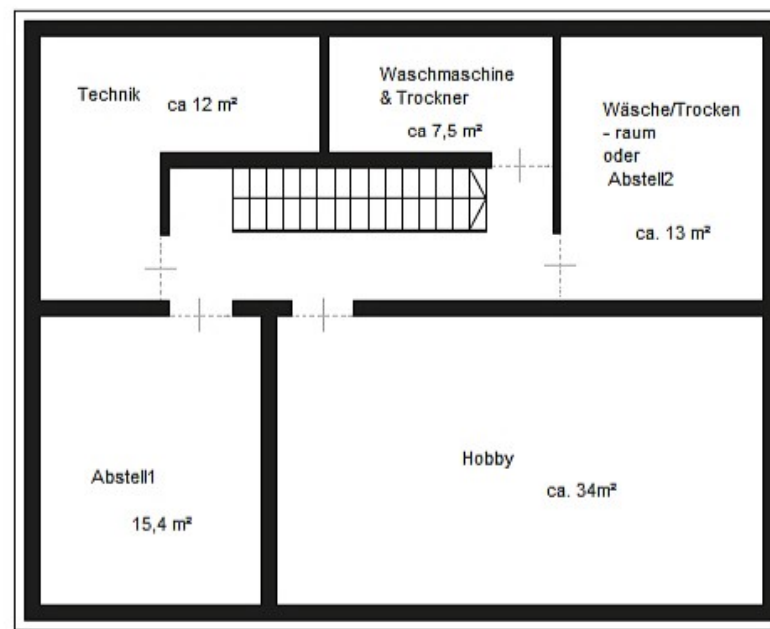 Technik
ca 12 m²
Waschmaschine
& Trockner
ca 7,5 m²
Wäsche/Trocken
- raum
oder
Abstell2
ca. 13 m²
Abstell1
15,4 m²
Hobby
ca. 34m²